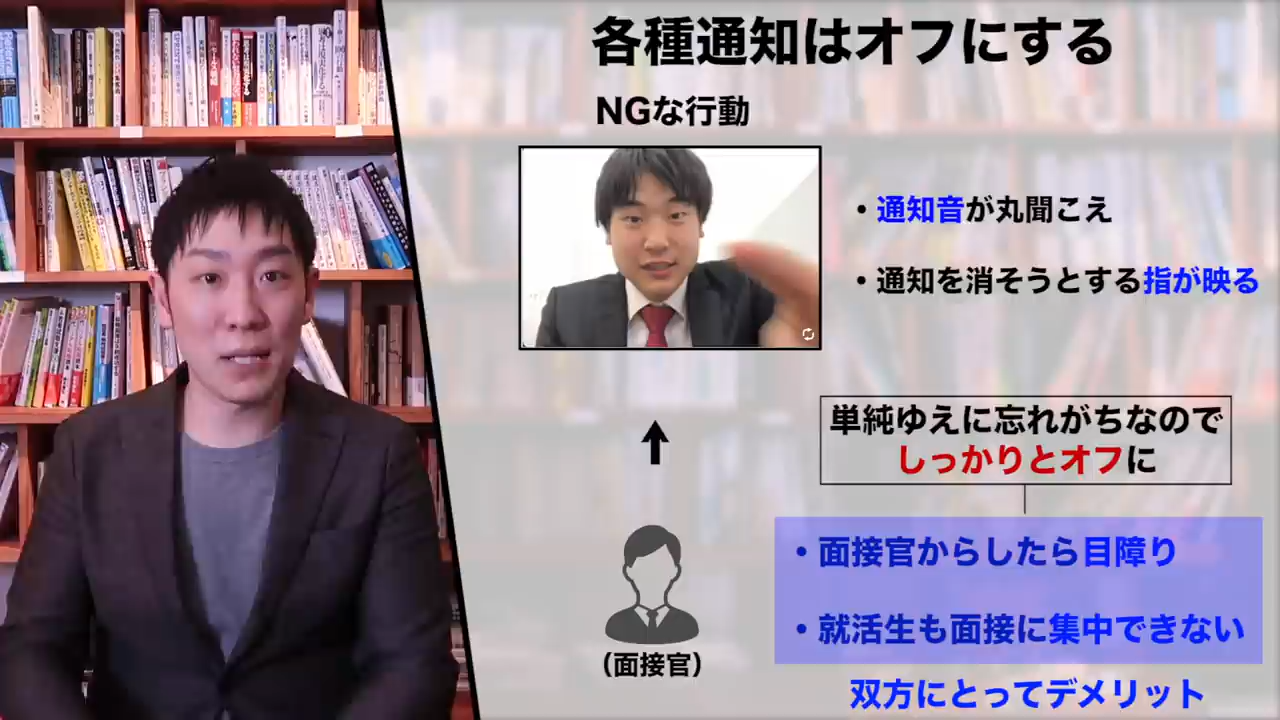 各種通知はオフにする
NGな行動
・通知音が丸聞こえ
・通知を消そうとする指が映る
単純ゆえに忘れがちなので
しっかりとオフに
・面接官からしたら目障り
・就活生も面接に集中できない
(面接官)
双方にとってデメリット